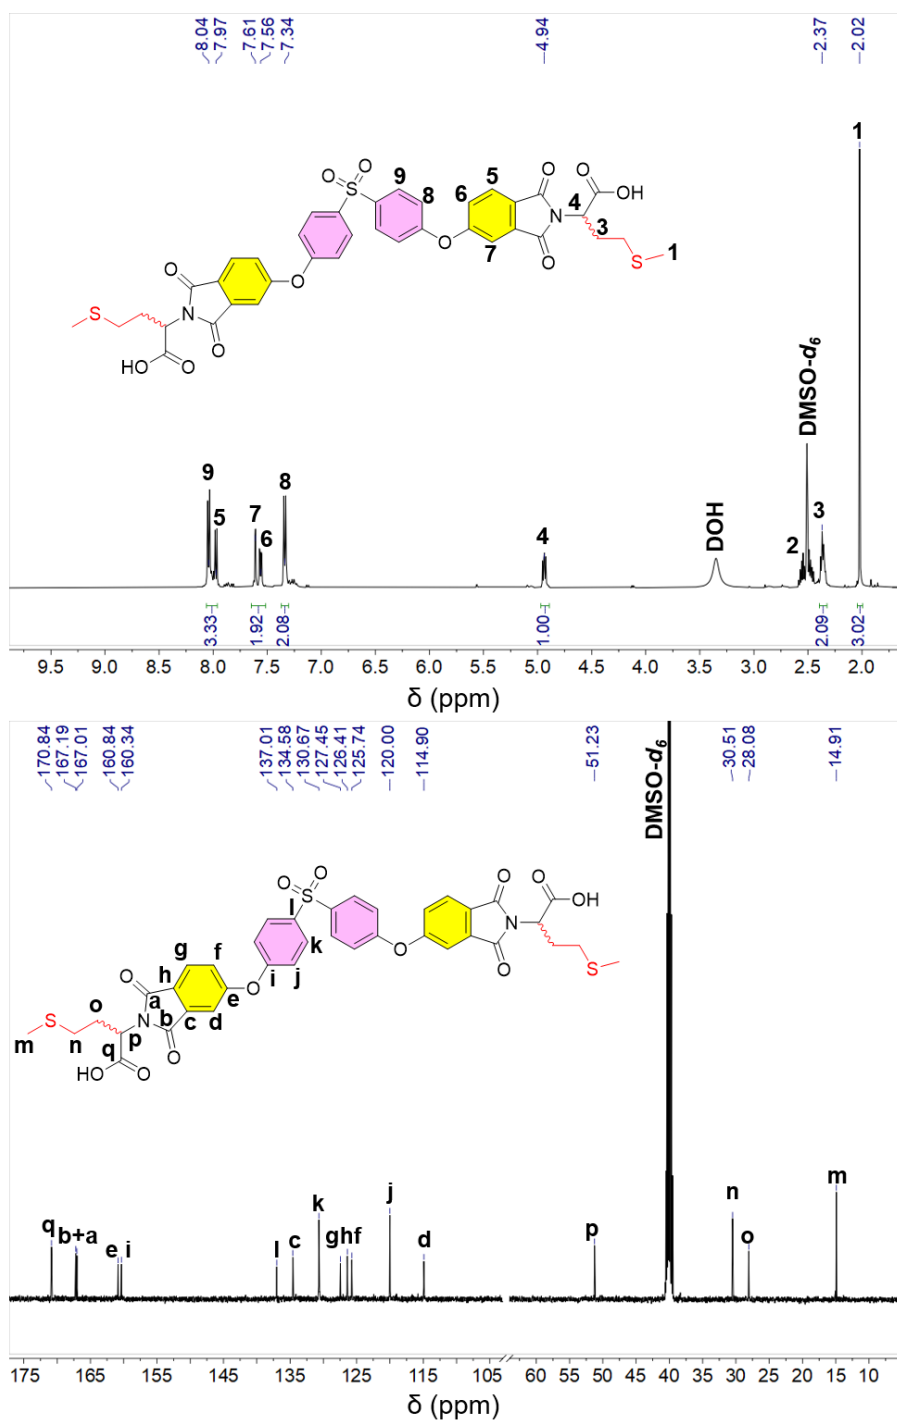 8.04 7.97 7.61 7.56 7.34 4.94 2.37 2.02
1
O O
S
9 8 6 5
O O OH
4
N 3
O 7 O
S 1
O O
S N
O
HO O
DMSO-d6
9 5 7 6 8 4 DOH 2 3
3.33 1.92 2.08 1.00 2.09 3.02
9.5 9.0 8.5 8.0 7.5 7.0 6.5 6.0 5.5 5.0 4.5 4.0 3.5 3.0 2.5 2.0
δ (ppm)
170.84 167.19 167.01 160.84 160.34 137.01 134.58 130.67 127.45 126.41 125.74 120.00 114.90 51.23 30.51 28.08 14.91
DMSO-d6
O O
S
l
k
O O OH
N
g f i j O O
S
h e O
O a
o N b c d
S p O
m n q
HO O
q b+a e i l c k g h f j d p n o m
175 165 155 145 135 125 115 105 60 55 50 45 40 35 30 25 20 15 10
δ (ppm)